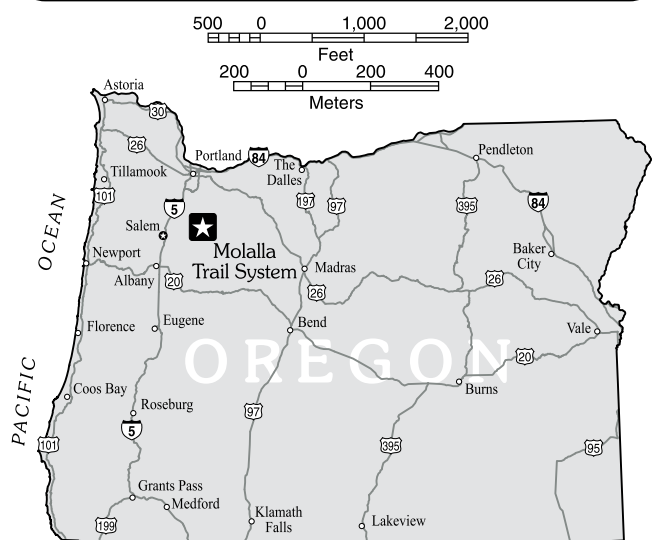 500 0 1,000 2,000
Feet
200 0 200 400
Meters
Astoria
30
26
Portland
84
The
Dalles
Pendleton
Tillamook
101
197
97
395
84
5
Salem
OCEAN
Molalla
Trail System
Newport
Albany
20
Madras
26
26
Baker
City
Florence
Eugene
Bend
Vale
OREGON
20
PACIFIC
Coos Bay
Roseburg
Burns
97
5
101
395
95
Grants Pass
Medford
199
Klamath
Falls
Lakeview